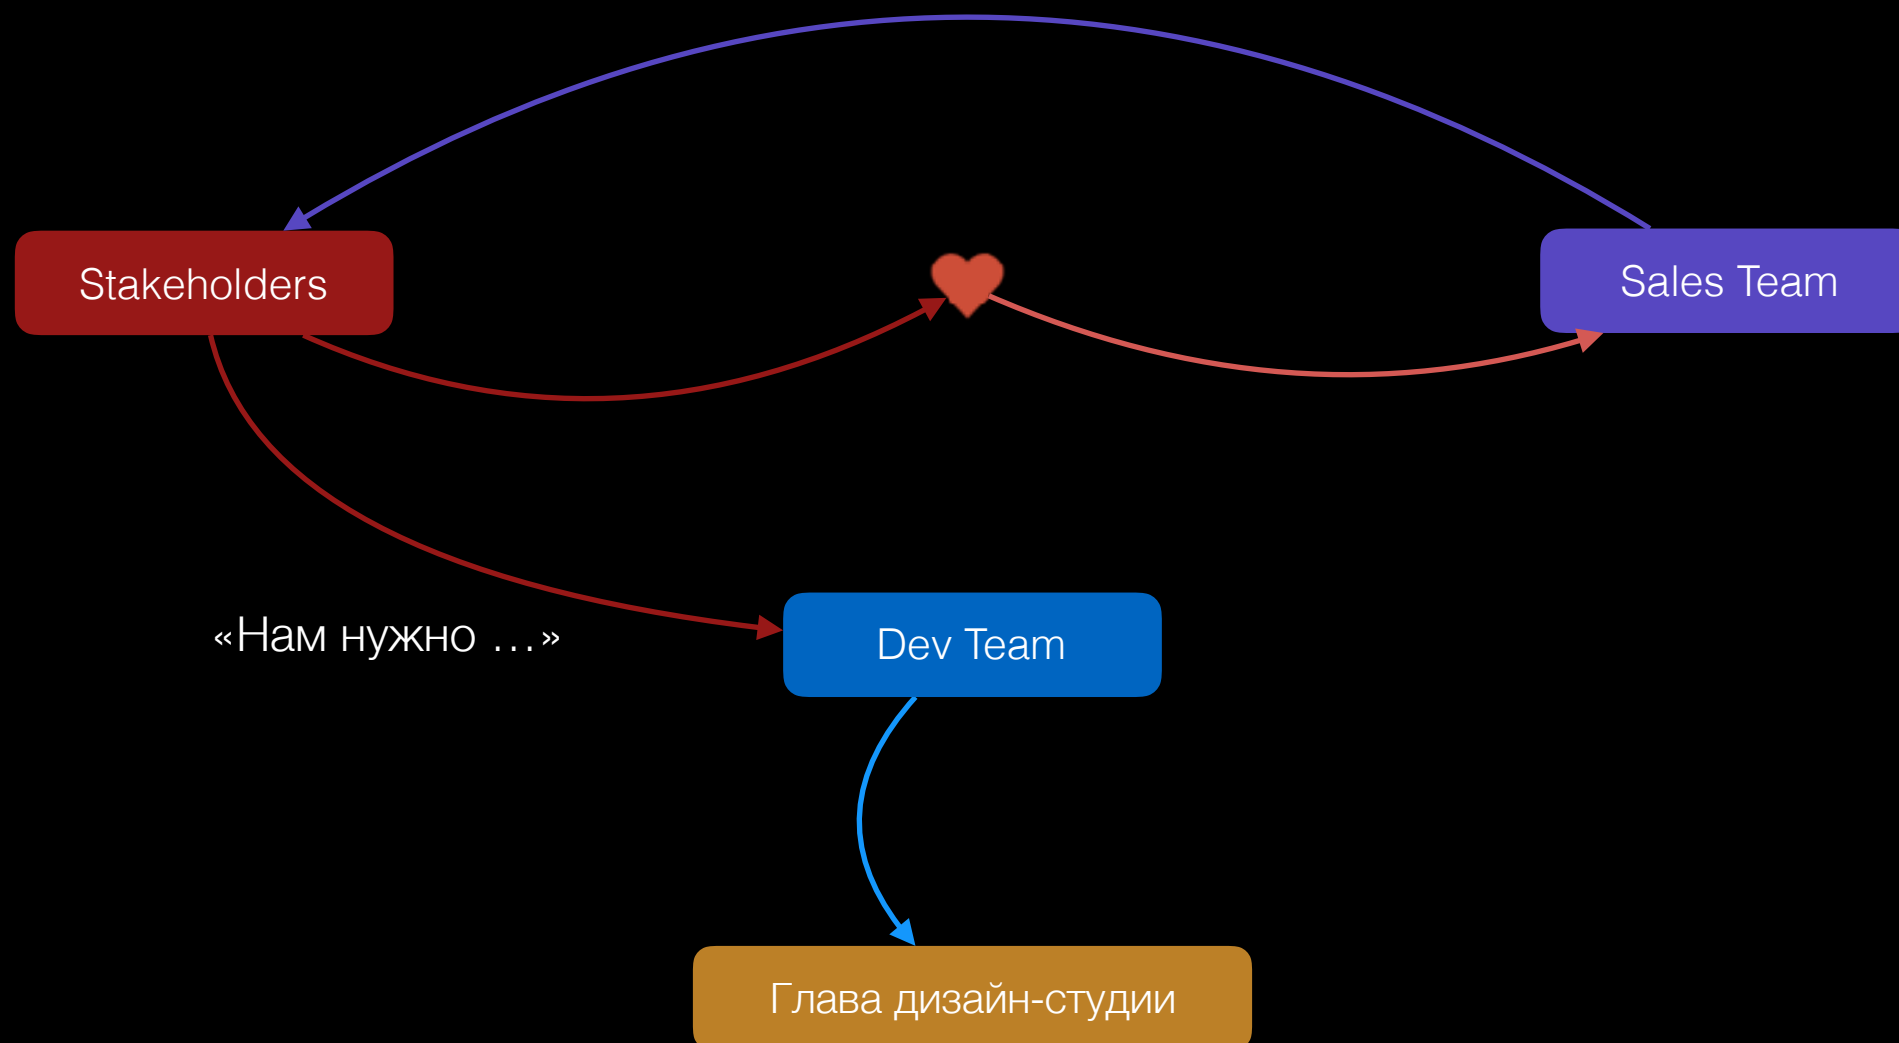 Stakeholders
Sales Team
«Нам нужно ...»
Dev Team
Глава дизайн-студии